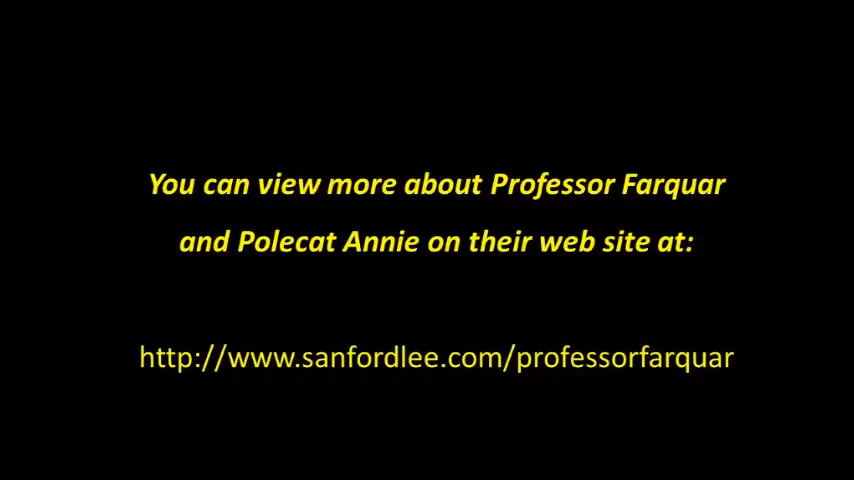 You can view more about Professor Farquar
and Polecat Annie on their web site at:
http://www.sanfordlee.com/professorfarquar